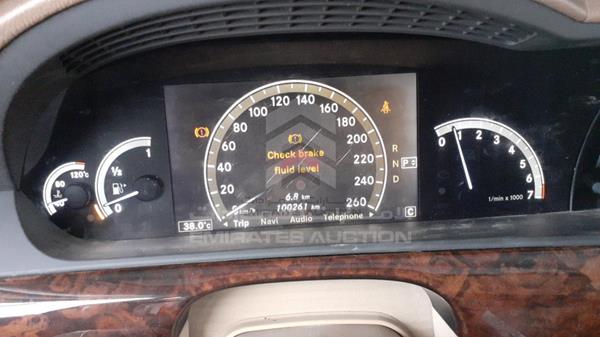 120 140
100 160
80 180
60 200
40 220
20 240
260
Check brake
fluid level
6.8 km
100261 km
38.0°c
Trip Navi Audio Telephone
C
R
N
P
D
120°c
80
½
1
0
0 1 2 3 4 5 6 7
1/min x 1000
EMIRATES AUCTION